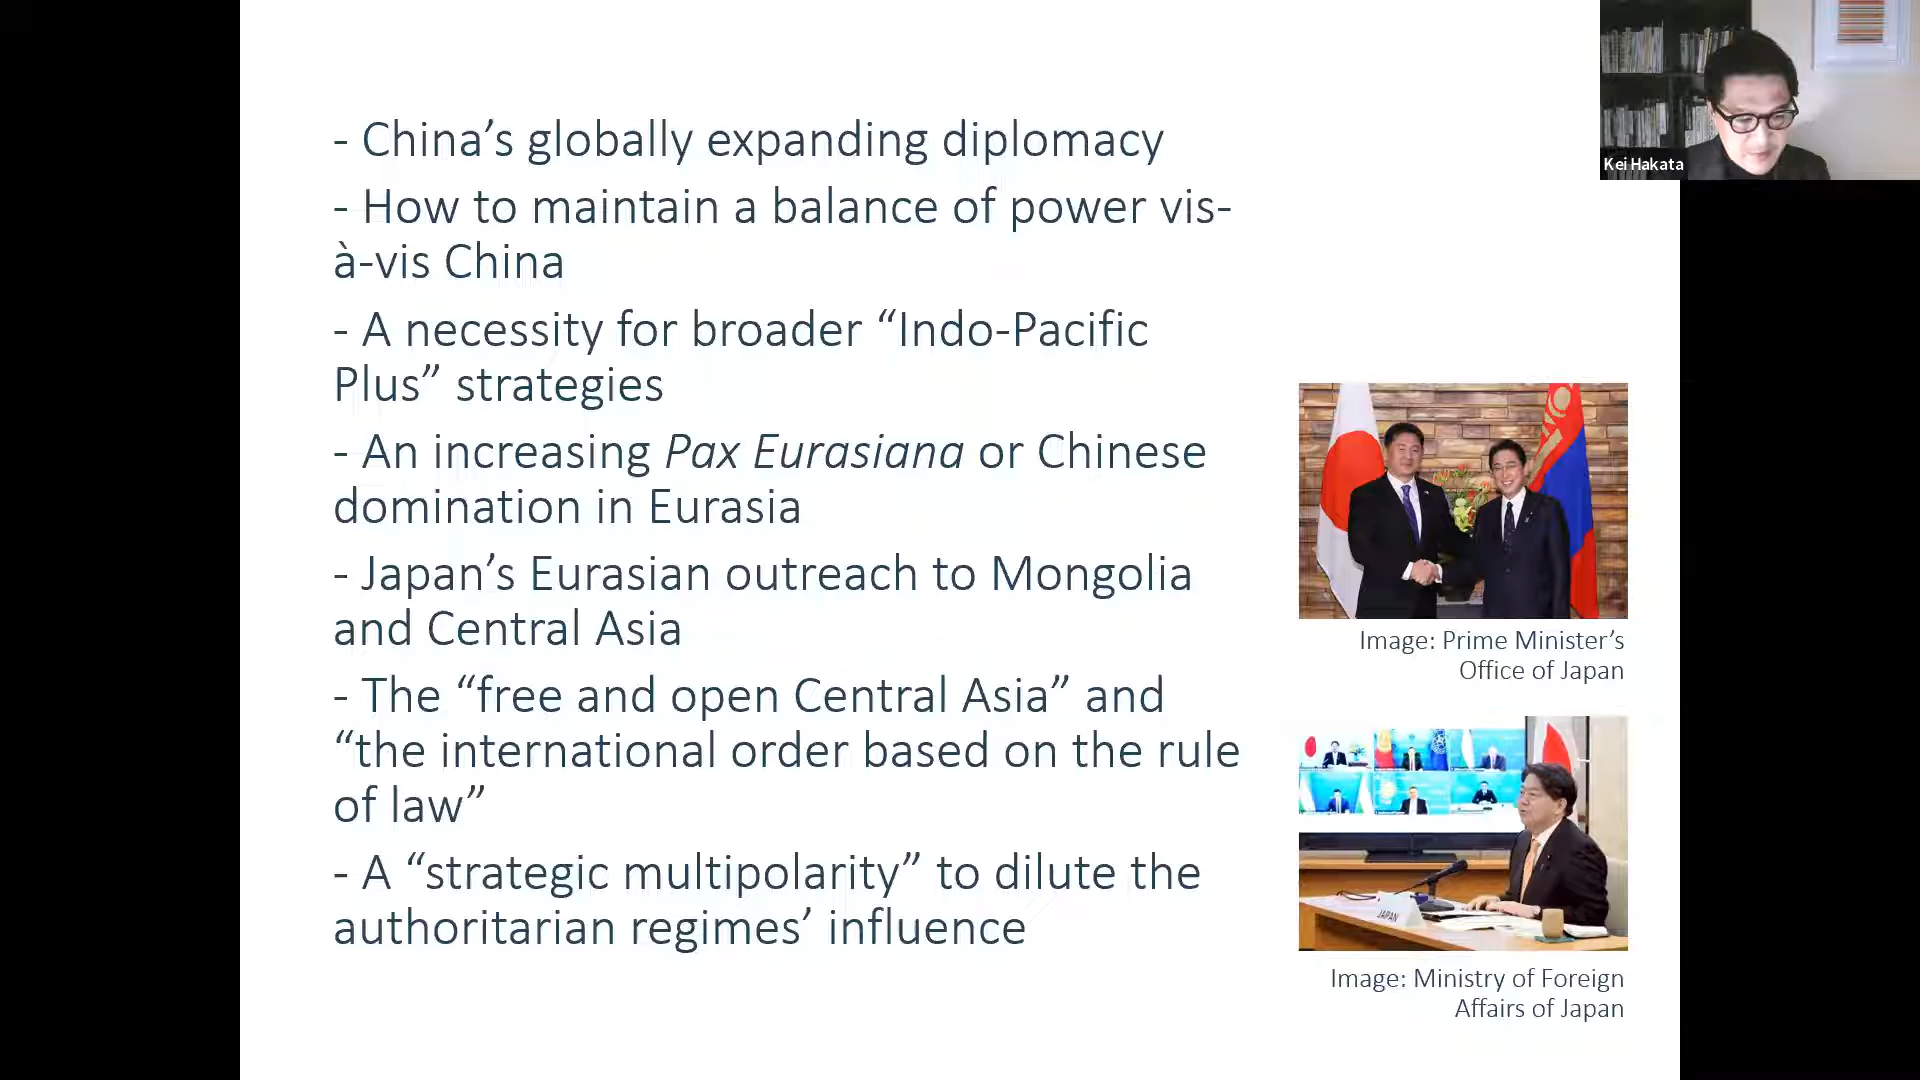 - China’s globally expanding diplomacy
- How to maintain a balance of power vis-
à-vis China
- A necessity for broader “Indo-Pacific
Plus” strategies
- An increasing Pax Eurasiana or Chinese
domination in Eurasia
- Japan’s Eurasian outreach to Mongolia
and Central Asia
- The “free and open Central Asia” and
“the international order based on the rule
of law”
- A “strategic multipolarity” to dilute the
authoritarian regimes’ influence
Kei Hakata
Image: Prime Minister’s
Office of Japan
JAPAN
Image: Ministry of Foreign
Affairs of Japan